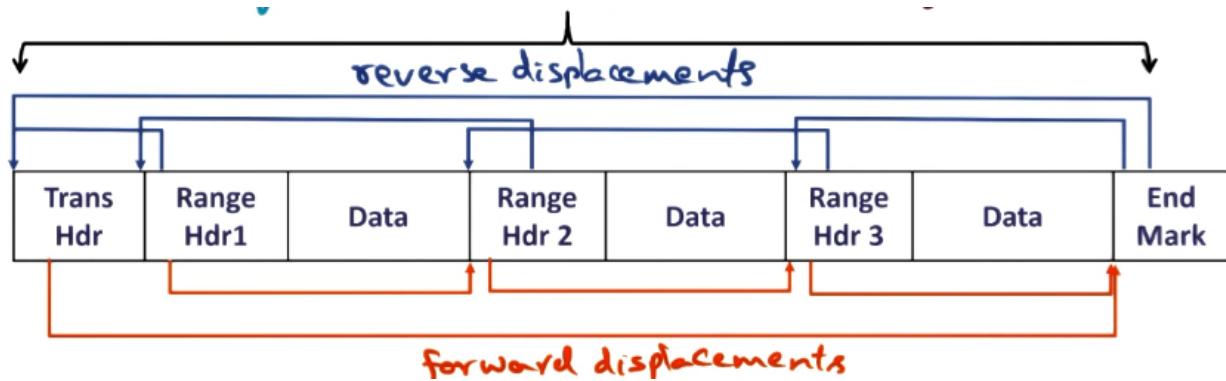 reverse displacements
Trans Hdr
Range Hdr1
Data
Range Hdr 2
Data
Range Hdr 3
Data
End Mark
forward displacements